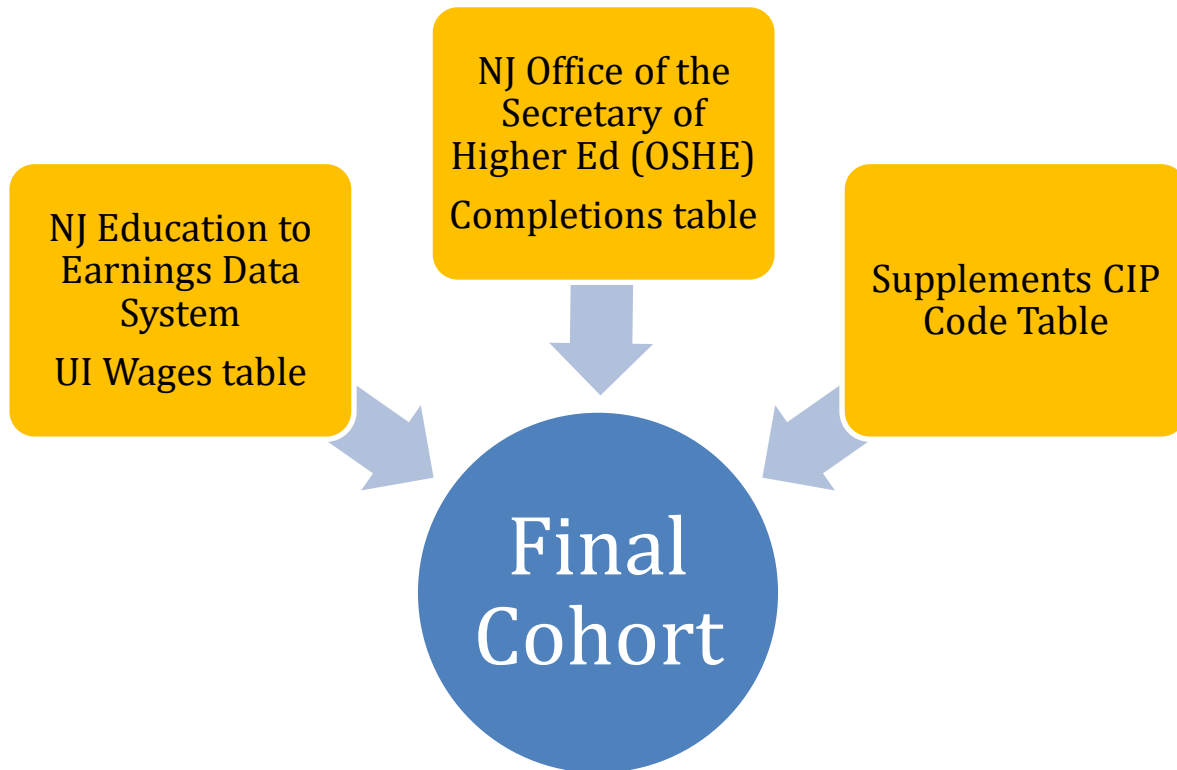 NJ Office of the
Secretary of
Higher Ed (OSHE)
Completions table
NJ Education to
Earnings Data
System
UI Wages table
Supplements CIP
Code Table
Final
Cohort